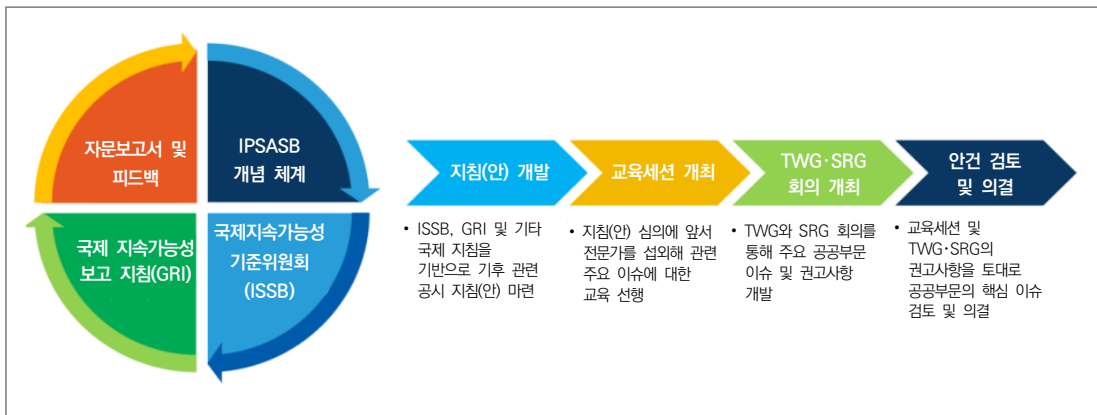 자문보고서 및
피드백
IPSASB
개념 체계
국제 지속가능성
보고 지침(GRI)
국제지속가능성
기준위원회
(ISSB)
지침(안) 개발
• ISSB, GRI 및 기타
국제 지침을
기반으로 기후 관련
공시 지침(안) 마련
교육세션 개최
• 지침(안) 심의에 앞서
전문가를 섭외해 관련
주요 이슈에 대한
교육 선행
TWG·SRG
회의 개최
• TWG와 SRG 회의를
통해 주요 공공부문
이슈 및 권고사항
개발
안건 검토
및 의결
• 교육세션 및
TWG·SRG의
권고사항을 토대로
공공부문의 핵심 이슈
검토 및 의결